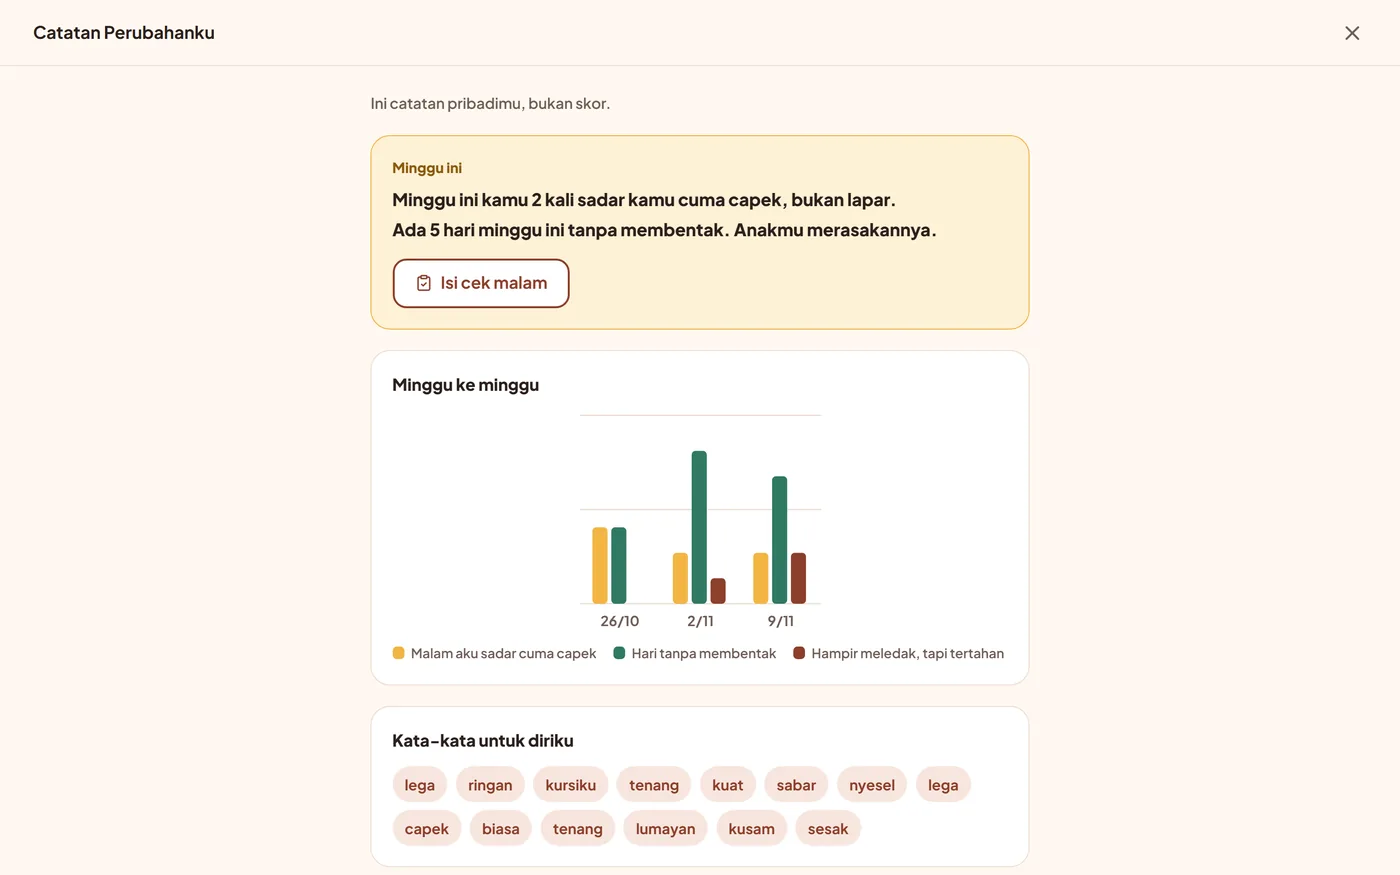 Catatan Perubahanku
Ini catatan pribadimu, bukan skor.
Minggu ini
Minggu ini kamu 2 kali sadar kamu cuma capek, bukan lapar.
Ada 5 hari minggu ini tanpa membentak. Anakmu merasakannya.
Isi cek malam
Minggu ke minggu
26/10 2/11 9/11
Malam aku sadar cuma capek Hari tanpa membentak Hampir meledak, tapi tertahan
Kata-kata untuk diriku
lega ringan kursiku tenang kuat sabar nyesel lega
capek biasa tenang lumayan kusam sesak